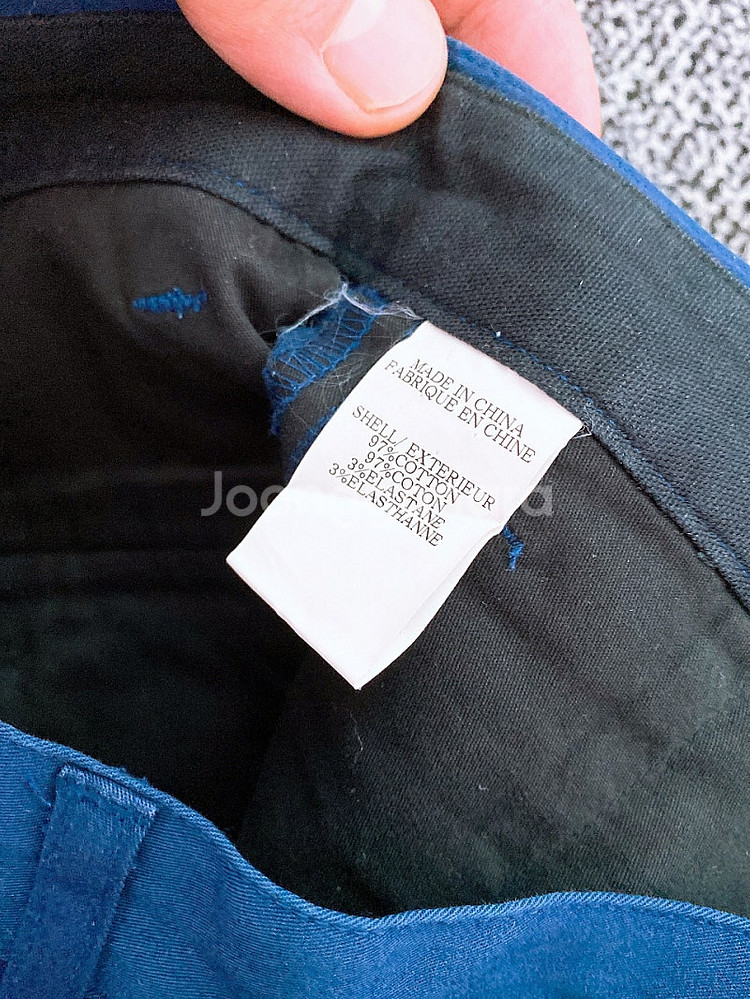 MADE IN CHINA
FABRIQUE EN CHINE
SHELL/ EXTERIEUR
97%COTTON
97%COTON
3%ELASTANE
3%ELASTHANNE